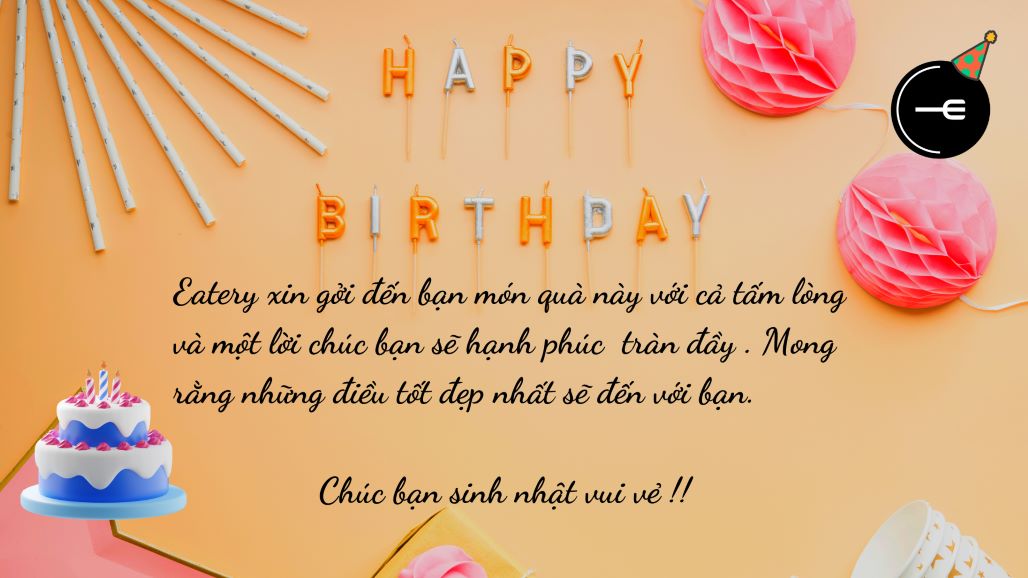 HAPPY
BIRTHDAY
Eatery xin gởi đến bạn món quà này với cả tấm lòng
và một lời chúc bạn sẽ hạnh phúc tràn đầy . Mong
rằng những điều tốt đẹp nhất sẽ đến với bạn.
Chúc bạn sinh nhật vui vẻ !!